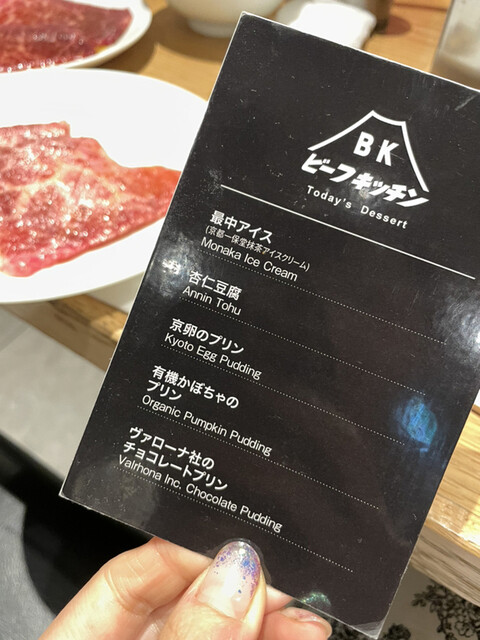 BK
ビーフキッチン
Today's Dessert
最中アイス
(京都一保堂抹茶アイスクリーム)
Monaka Ice Cream
杏仁豆腐
Annin Tohu
京卵のプリン
Kyoto Egg Pudding
有機かぼちゃの
プリン
Organic Pumpkin Pudding
ヴァローナ社の
チョコレートプリン
Valrhona Inc. Chocolate Pudding